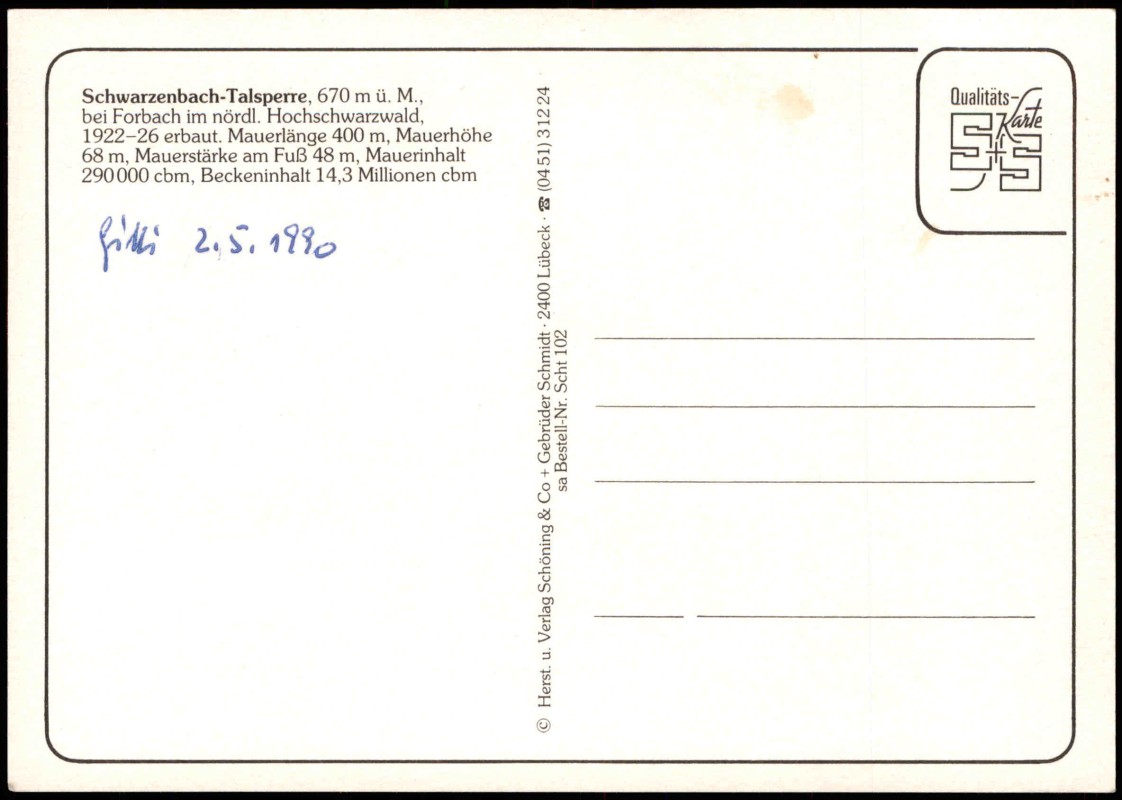 Schwarzenbach-Talsperre, 670 m ü. M.,
bei Forbach im nördl. Hochschwarzwald,
1922–26 erbaut. Mauerlänge 400 m, Mauerhöhe
68 m, Mauerstärke am Fuß 48 m, Mauerinhalt
290 000 cbm, Beckeninhalt 14,3 Millionen cbm
2.5.1990
© Herst. u. Verlag Schöning & Co + Gebrüder Schmidt · 2400 Lübeck · ☎ (04 51) 3 12 24
sa Bestell-Nr. Scht 102
Qualitäts-
Karte
S+S